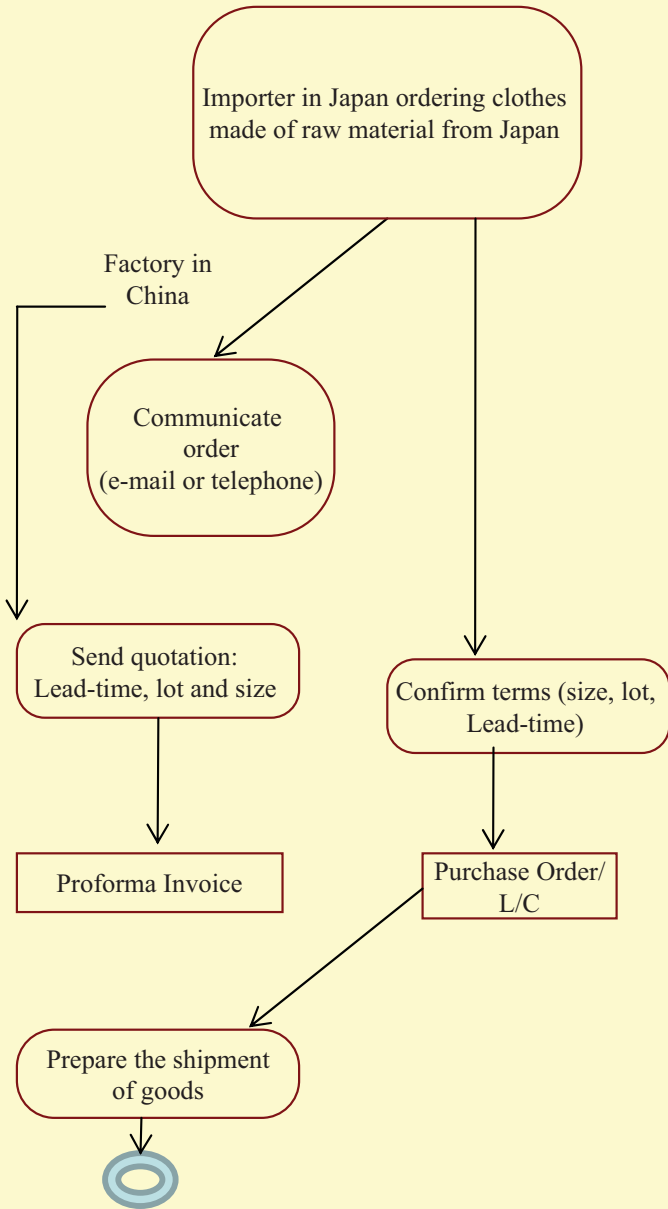 Importer in Japan ordering clothes
made of raw material from Japan
Factory in
China
Communicate
order
(e-mail or telephone)
Send quotation:
Lead-time, lot and size
Confirm terms (size, lot,
Lead-time)
Proforma Invoice
Purchase Order/
L/C
Prepare the shipment
of goods